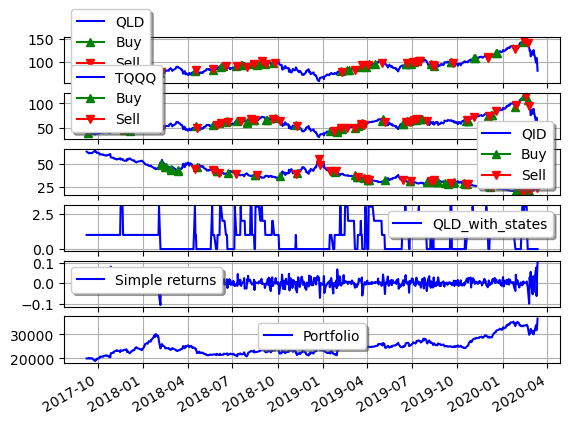 QLD
Buy
Sell
150
100
TQQQ
Buy
Sell
100
50
QID
Buy
Sell
50
25
QLD_with_states
2.5
0.0
Simple returns
0.1
0.0
−0.1
Portfolio
30000
20000
2017-10
2018-01
2018-04
2018-07
2018-10
2019-01
2019-04
2019-07
2019-10
2020-01
2020-04